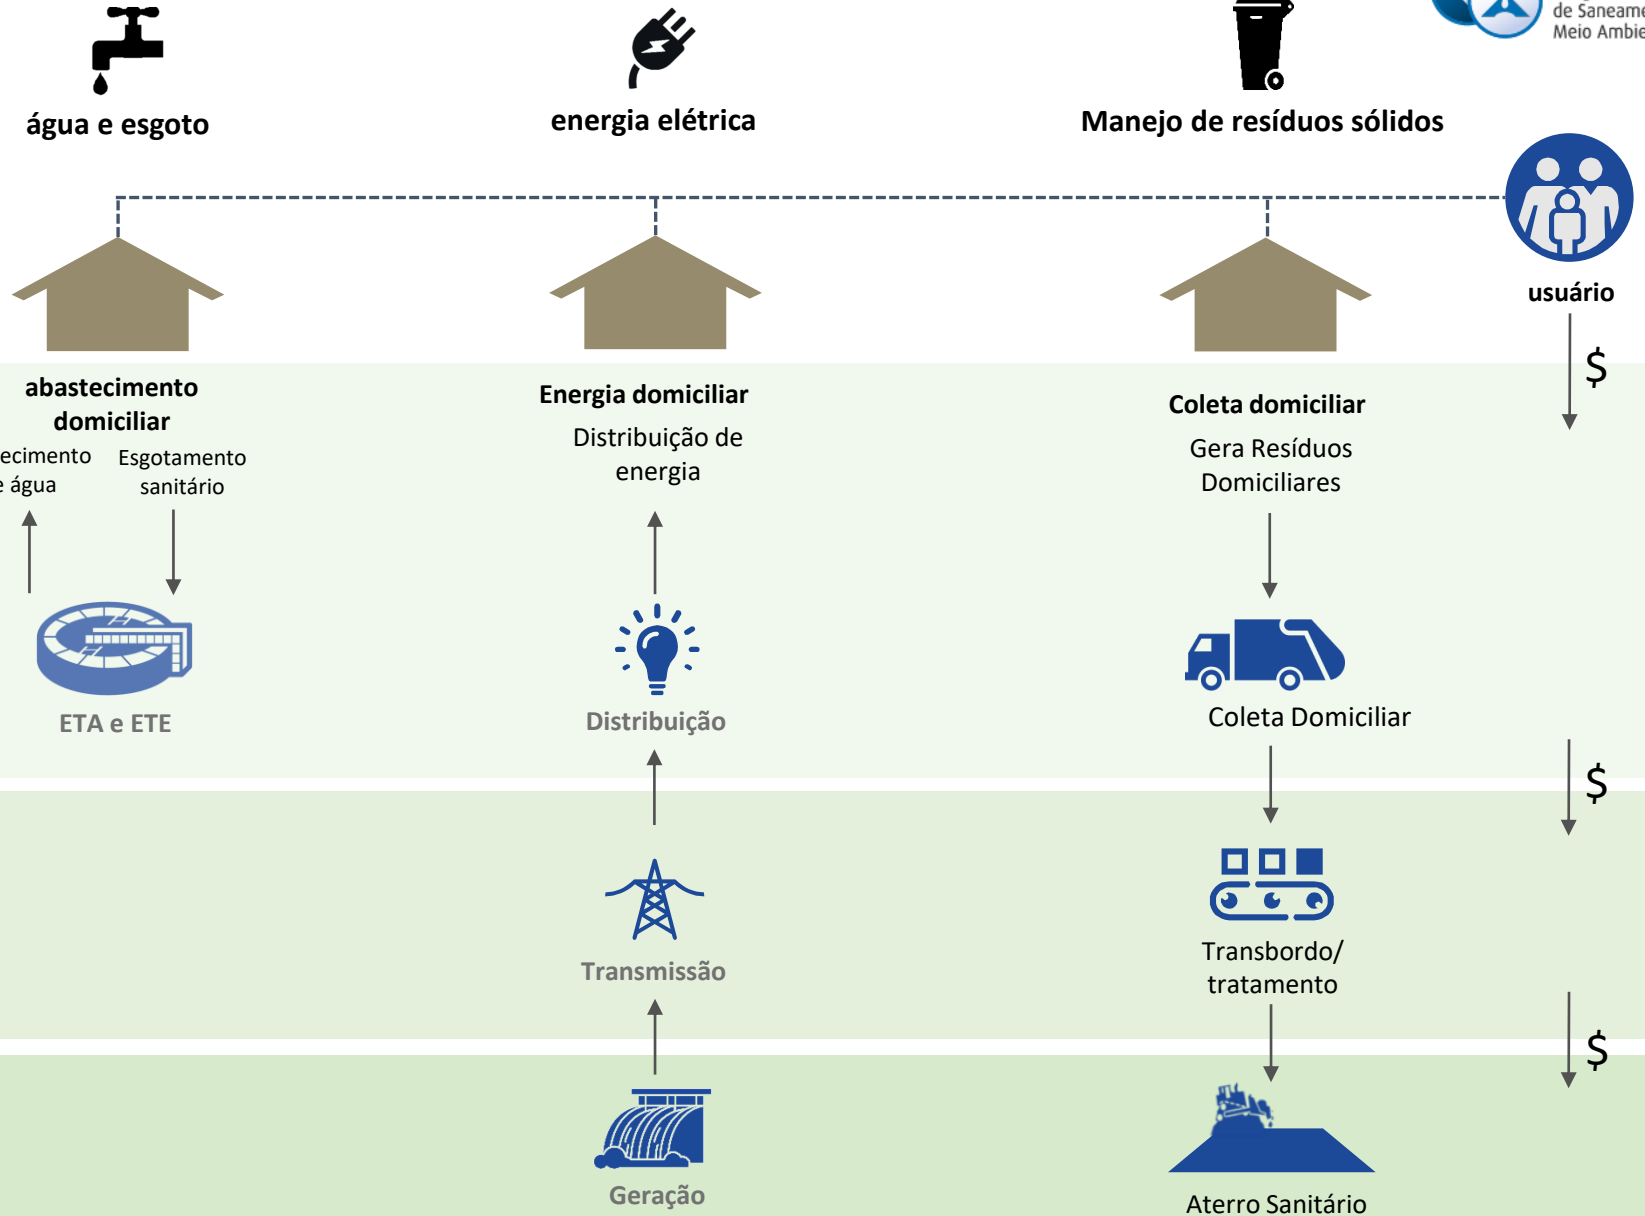 de Saneame
Meio Ambie
água e esgoto
energia elétrica
Manejo de resíduos sólidos
usuário
$
abastecimento
domiciliar
ecimento
e água
Esgotamento
sanitário
ETA e ETE
Energia domiciliar
Distribuição de
energia
Distribuição
Transmissão
Geração
Coleta domiciliar
Gera Resíduos
Domiciliares
Coleta Domiciliar
$
Transbordo/
tratamento
$
Aterro Sanitário